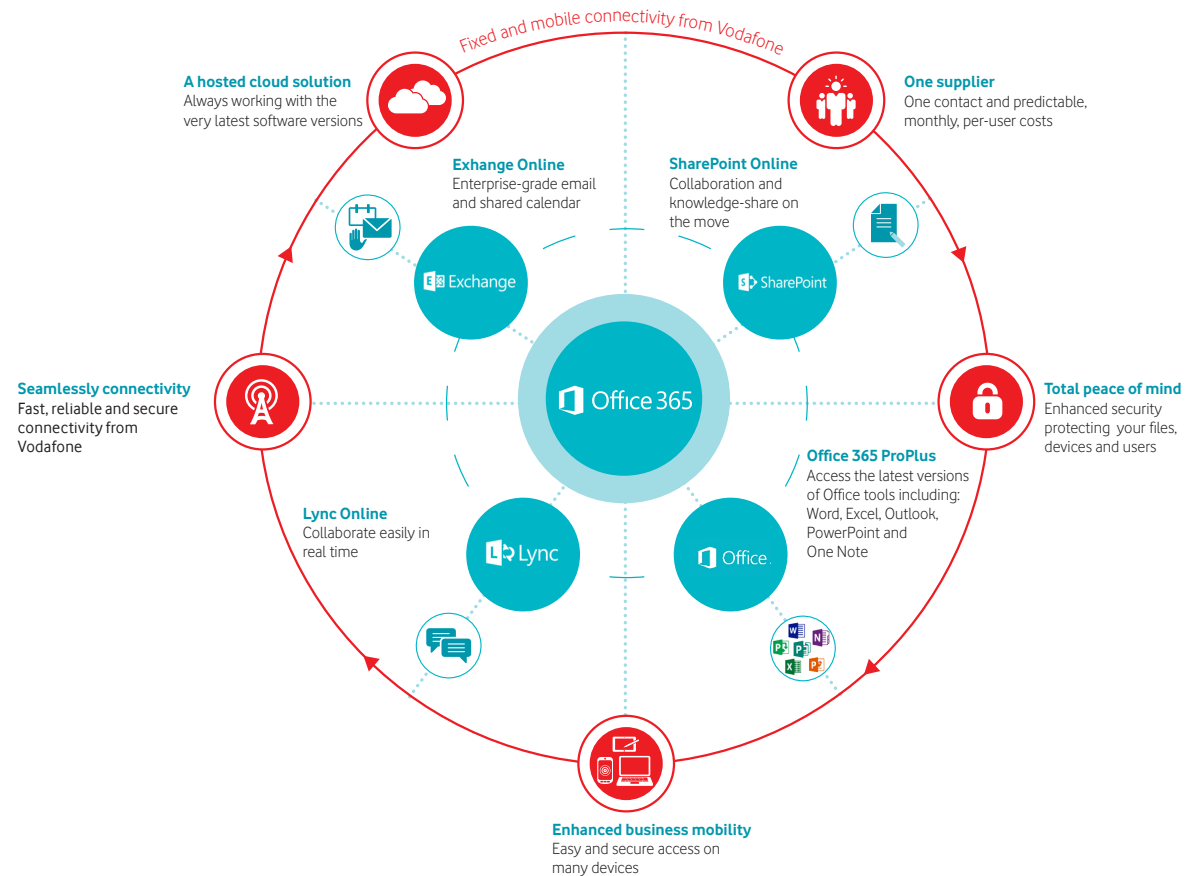 Fixed and mobile connectivity from Vodafone
A hosted cloud solution
Always working with the
very latest software versions
One supplier
One contact and predictable,
monthly, per-user costs
Exhange Online
Enterprise-grade email
and shared calendar
SharePoint Online
Collaboration and
knowledge-share on
the move
E Exchange
S SharePoint
Office 365
Seamlessly connectivity
Fast, reliable and secure
connectivity from
Vodafone
Total peace of mind
Enhanced security
protecting your files,
devices and users
Office 365 ProPlus
Access the latest versions
of Office tools including:
Word, Excel, Outlook,
PowerPoint and
One Note
Lync Online
Collaborate easily in
real time
L Lync
Office.
W
N
P
P
X
P
Enhanced business mobility
Easy and secure access on
many devices